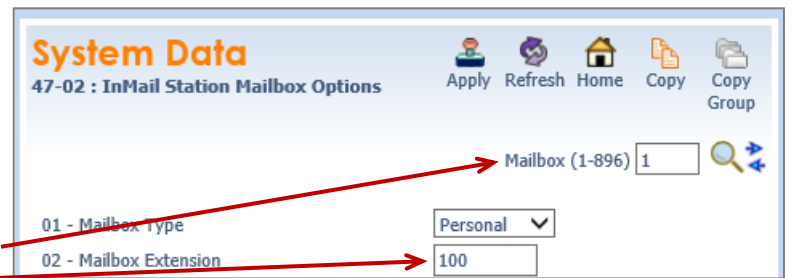 System Data
47-02 : InMail Station Mailbox Options
Apply Refresh Home Copy Copy Group
Mailbox (1-896) 1
01 - Mailbox Type Personal
02 - Mailbox Extension 100